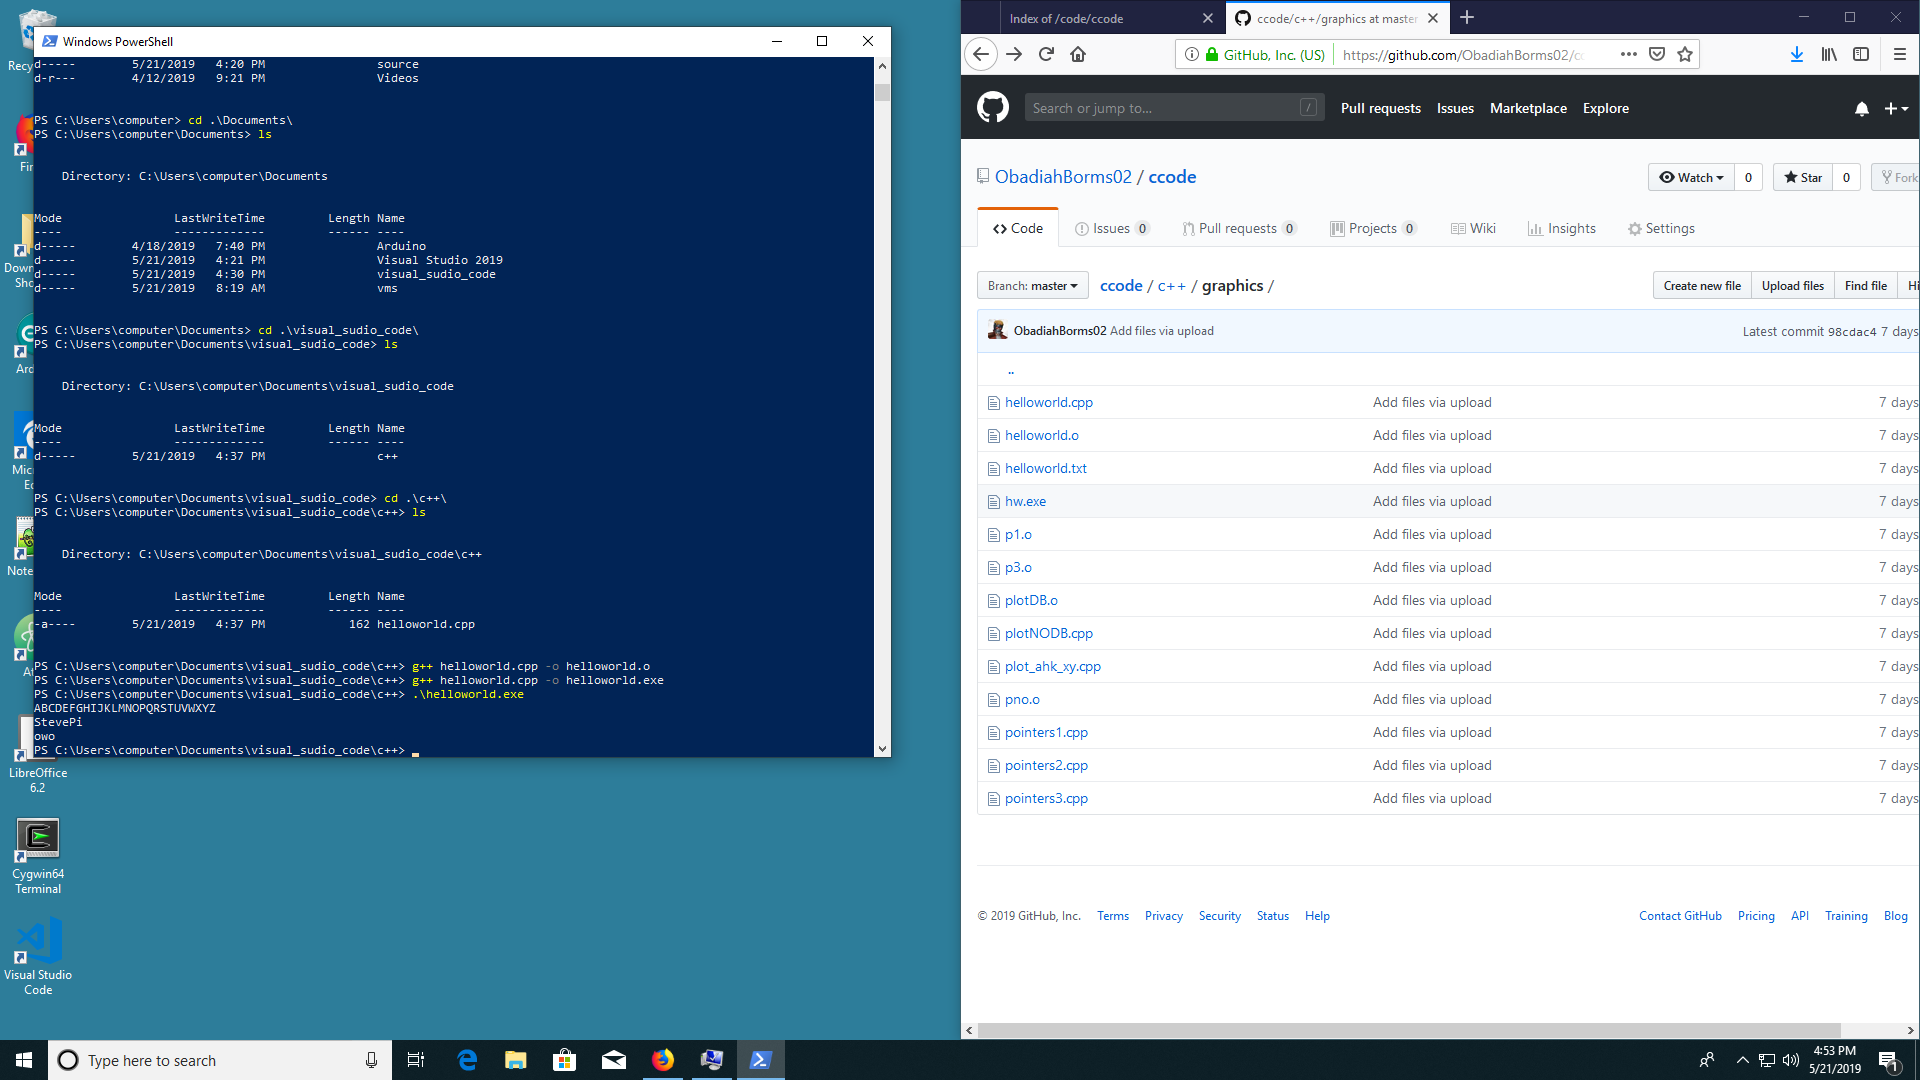 Recy
Fir
Down
Sho
Ard
Micr
Ed
Note
At
LibreOffice
6.2
Cygwin64
Terminal
Visual Studio
Code
Windows PowerShell
d----- 5/21/2019 4:20 PM source
d-r--- 4/12/2019 9:21 PM Videos
PS C:\Users\computer> cd .\Documents\
PS C:\Users\computer\Documents> ls
Directory: C:\Users\computer\Documents
Mode LastWriteTime Length Name
---- ------------- ------ ----
d----- 4/18/2019 7:40 PM Arduino
d----- 5/21/2019 4:21 PM Visual Studio 2019
d----- 5/21/2019 4:30 PM visual_sudio_code
d----- 5/21/2019 8:19 AM vms
PS C:\Users\computer\Documents> cd .\visual_sudio_code\
PS C:\Users\computer\Documents\visual_sudio_code> ls
Directory: C:\Users\computer\Documents\visual_sudio_code
Mode LastWriteTime Length Name
---- ------------- ------ ----
d----- 5/21/2019 4:37 PM c++
PS C:\Users\computer\Documents\visual_sudio_code> cd .\c++\
PS C:\Users\computer\Documents\visual_sudio_code\c++> ls
Directory: C:\Users\computer\Documents\visual_sudio_code\c++
Mode LastWriteTime Length Name
---- ------------- ------ ----
-a---- 5/21/2019 4:37 PM 162 helloworld.cpp
PS C:\Users\computer\Documents\visual_sudio_code\c++> g++ helloworld.cpp -o helloworld.o
PS C:\Users\computer\Documents\visual_sudio_code\c++> g++ helloworld.cpp -o helloworld.exe
PS C:\Users\computer\Documents\visual_sudio_code\c++> .\helloworld.exe
ABCDEFGHIJKLMNOPQRSTUVWXYZ
StevePi
owo
PS C:\Users\computer\Documents\visual_sudio_code\c++>
Index of /code/ccode
ccode/c++/graphics at master
GitHub, Inc. (US) https://github.com/ObadiahBorms02/cc
Search or jump to... /
Pull requests Issues Marketplace Explore
ObadiahBorms02 / ccode
Watch 0 Star 0 Fork
Code Issues 0 Pull requests 0 Projects 0 Wiki Insights Settings
Branch: master ccode / c++ / graphics / Create new file Upload files Find file Hi
ObadiahBorms02 Add files via upload Latest commit 98cdac4 7 days
..
helloworld.cpp Add files via upload 7 days
helloworld.o Add files via upload 7 days
helloworld.txt Add files via upload 7 days
hw.exe Add files via upload 7 days
p1.o Add files via upload 7 days
p3.o Add files via upload 7 days
plotDB.o Add files via upload 7 days
plotNODB.cpp Add files via upload 7 days
plot_ahk_xy.cpp Add files via upload 7 days
pno.o Add files via upload 7 days
pointers1.cpp Add files via upload 7 days
pointers2.cpp Add files via upload 7 days
pointers3.cpp Add files via upload 7 days
© 2019 GitHub, Inc. Terms Privacy Security Status Help Contact GitHub Pricing API Training Blog
Type here to search
4:53 PM
5/21/2019
1